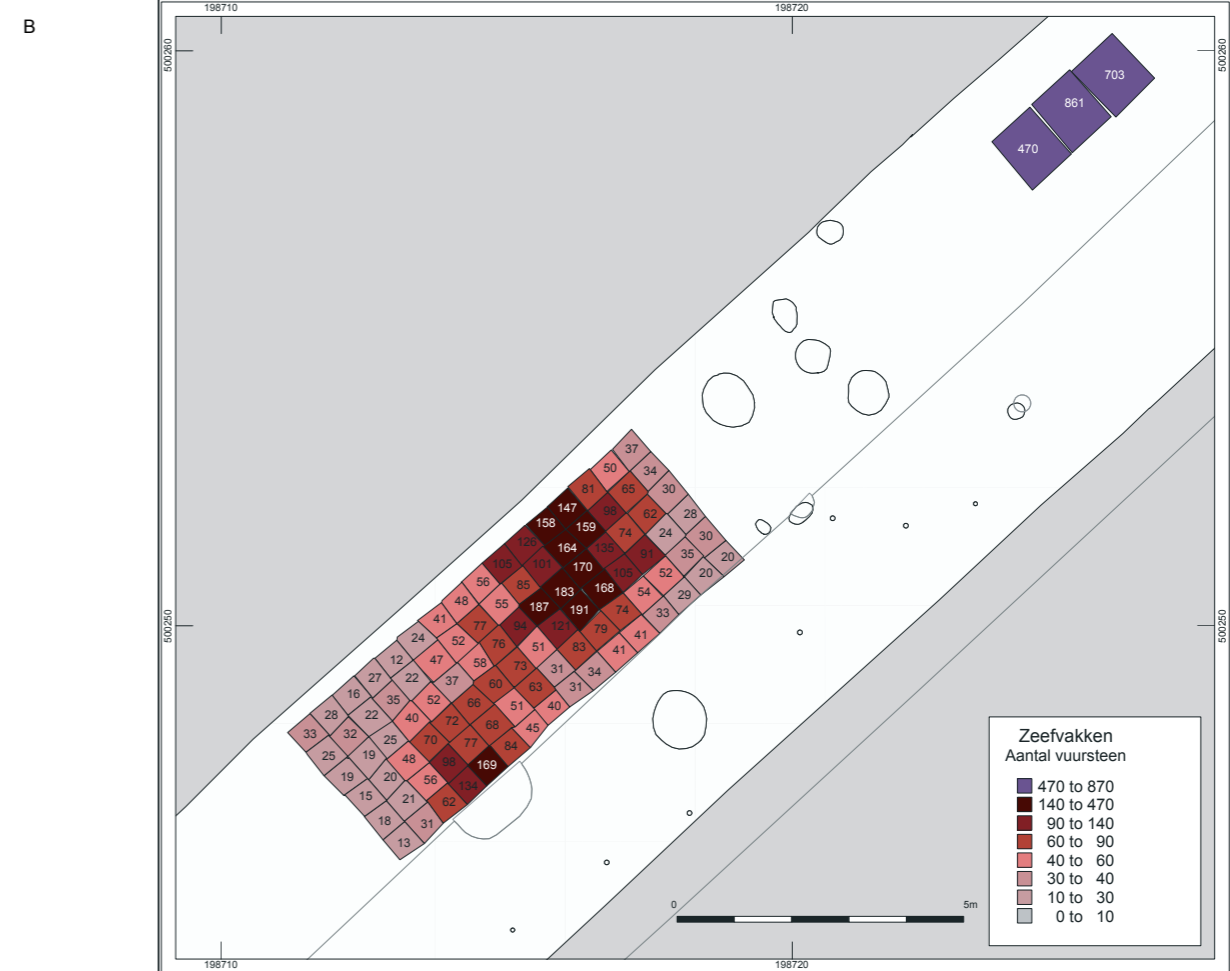 B
198710 198720
500260 500260
703
861
470
37
50 34
81 65 30
147 98 62 28
158 159 74 24 30
126 164 135 91 35 20
105 101 170 105 52 20
56 85 183 168 54 29
48 55 187 191 74 33
41 77 94 121 79 41
24 52 76 51 83 41
12 47 58 73 31 34
27 22 37 60 63 31
16 35 52 66 51 40
28 22 40 72 68 45
33 32 25 70 77 84
25 19 48 98 169
19 20 56 134
15 21 62
18 31
13
500250 500250
Zeefvakken
Aantal vuursteen
470 to 870
140 to 470
90 to 140
60 to 90
40 to 60
30 to 40
10 to 30
0 to 10
0 5m
198710 198720